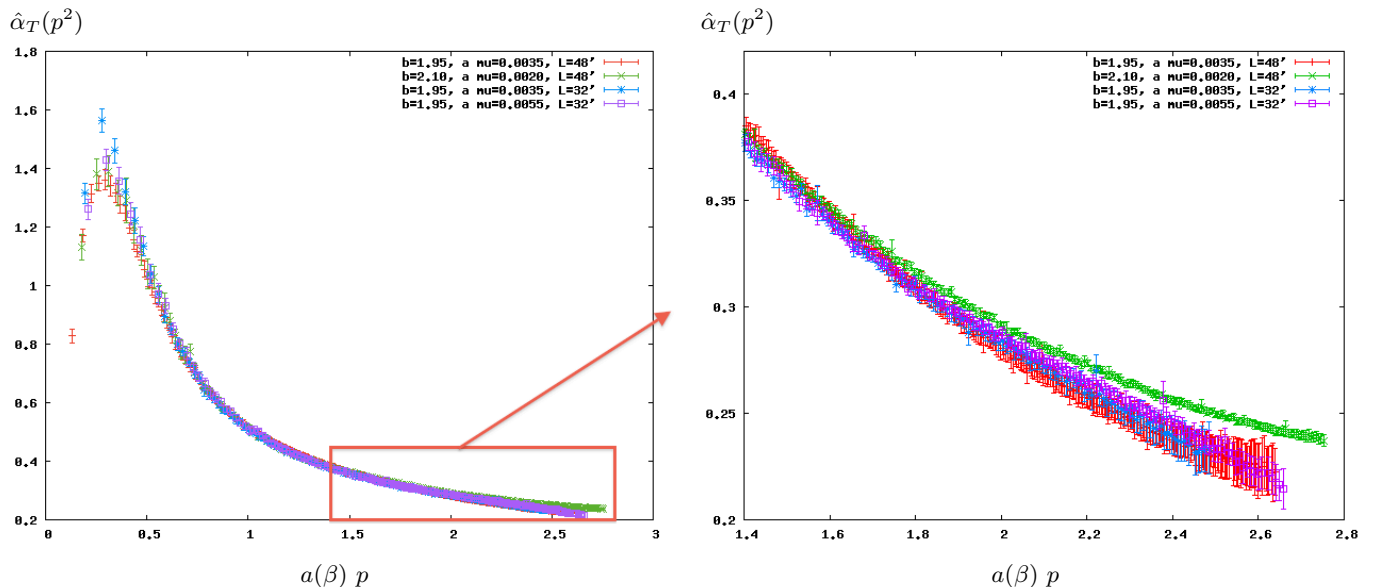 α̂_T(p²)
1.8
1.6
1.4
1.2
1
0.8
0.6
0.4
0.2
0
0.5
1
1.5
2
2.5
3
b=1.95, a mu=0.0035, L=48'
b=2.10, a mu=0.0020, L=48'
b=1.95, a mu=0.0035, L=32'
b=1.95, a mu=0.0055, L=32'
a(β) p
α̂_T(p²)
0.4
0.35
0.3
0.25
0.2
1.4
1.6
1.8
2
2.2
2.4
2.6
2.8
b=1.95, a mu=0.0035, L=48'
b=2.10, a mu=0.0020, L=48'
b=1.95, a mu=0.0035, L=32'
b=1.95, a mu=0.0055, L=32'
a(β) p